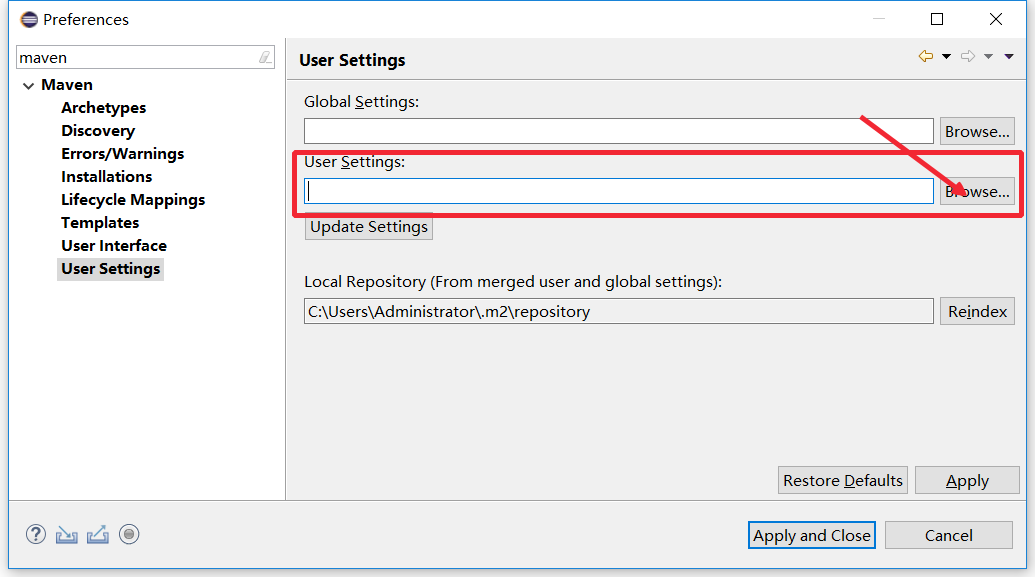 Preferences
maven
User Settings
Maven
Archetypes
Discovery
Errors/Warnings
Installations
Lifecycle Mappings
Templates
User Interface
User Settings
Global Settings:
Browse...
User Settings:
Browse...
Update Settings
Local Repository (From merged user and global settings):
C:\Users\Administrator\.m2\repository
Reindex
Restore Defaults
Apply
Apply and Close
Cancel